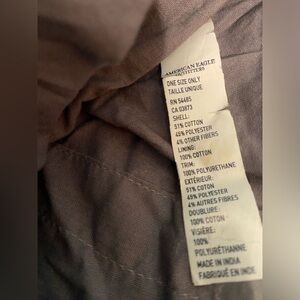 AMERICAN EAGLE
OUTFITTERS
ONE SIZE ONLY
TAILLE UNIQUE
RN 54485
CA 03873
SHELL:
51% COTTON
45% POLYESTER
4% OTHER FIBERS
LINING:
100% COTTON
TRIM:
100% POLYURETHANE
EXTÉRIEUR:
51% COTON
45% POLYESTER
4% AUTRES FIBRES
DOUBLURE:
100% COTON
VISIÈRE:
100%
POLYURÉTHANNE
MADE IN INDIA
FABRIQUÉ EN INDE